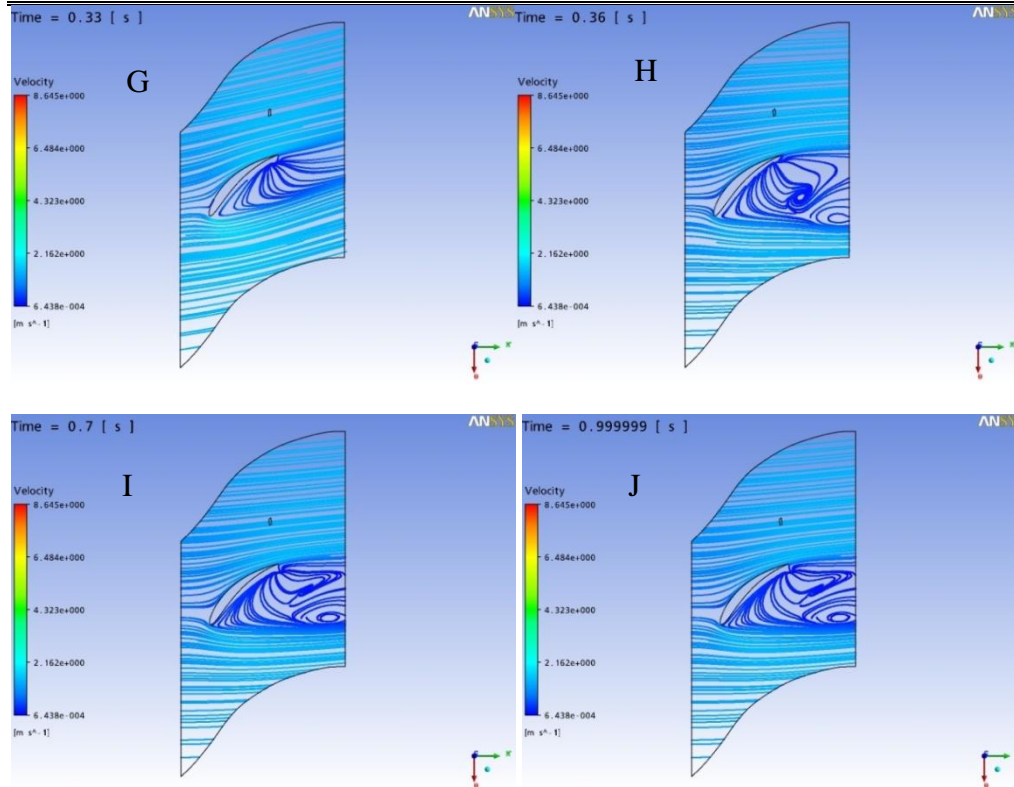 Time = 0.33 [ s ]
ANSYS
G
Velocity
8.645e+000
6.484e+000
4.323e+000
2.162e+000
6.438e-004
[m s^-1]
Time = 0.36 [ s ]
ANSYS
H
Velocity
8.645e+000
6.484e+000
4.323e+000
2.162e+000
6.438e-004
[m s^-1]
Time = 0.7 [ s ]
ANSYS
I
Velocity
8.645e+000
6.484e+000
4.323e+000
2.162e+000
6.438e-004
[m s^-1]
Time = 0.999999 [ s ]
ANSYS
J
Velocity
8.645e+000
6.484e+000
4.323e+000
2.162e+000
6.438e-004
[m s^-1]